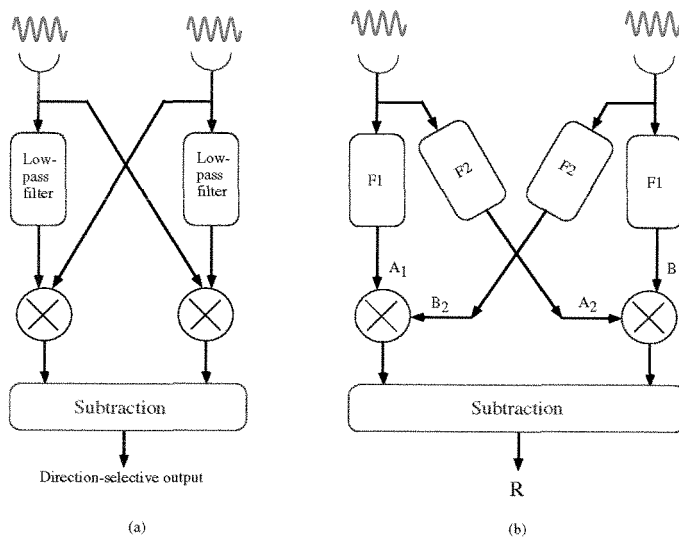 Low-
pass
filter
Low-
pass
filter
Subtraction
Direction-selective output
(a)
F1
F2
F2
F1
A1
B2
A2
B
Subtraction
R
(b)